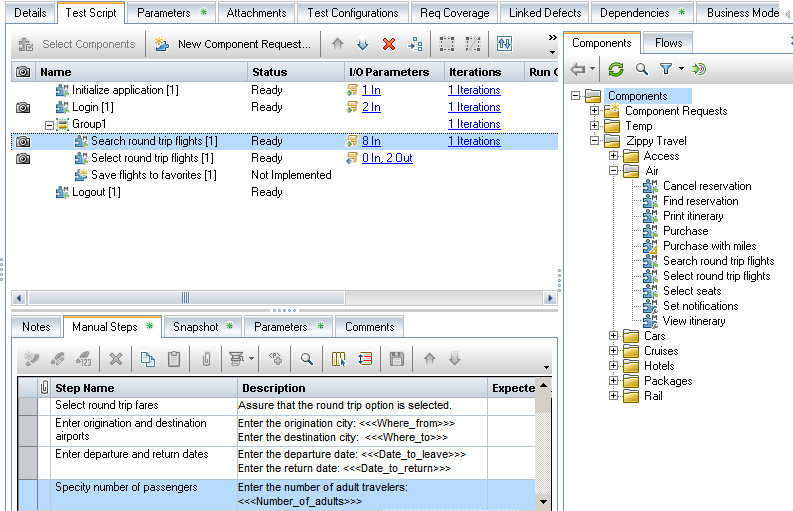 Details Test Script Parameters * Attachments Test Configurations Req Coverage Linked Defects Dependencies * Business Mode
Select Components New Component Request...
Name Status I/O Parameters Iterations Run
Initialize application [1] Ready 1 In 1 Iterations
Login [1] Ready 2 In 1 Iterations
Group1 1 Iterations
Search round trip flights [1] Ready 8 In 1 Iterations
Select round trip flights [1] Ready 0 In, 2 Out
Save flights to favorites [1] Not Implemented
Logout [1] Ready
Notes Manual Steps * Snapshot * Parameters * Comments
Step Name Description Expecte
Select round trip fares Assure that the round trip option is selected.
Enter origination and destination Enter the origination city: <<<Where_from>>>
airports Enter the destination city: <<<Where_to>>>
Enter departure and return dates Enter the departure date: <<<Date_to_leave>>>
Enter the return date: <<<Date_to_return>>>
Specify number of passengers Enter the number of adult travelers:
<<<Number_of_adults>>>
Components Flows
Components
Component Requests
Temp
Zippy Travel
Access
Air
Cancel reservation
Find reservation
Print itinerary
Purchase
Purchase with miles
Search round trip flights
Select round trip flights
Select seats
Set notifications
View itinerary
Cars
Cruises
Hotels
Packages
Rail